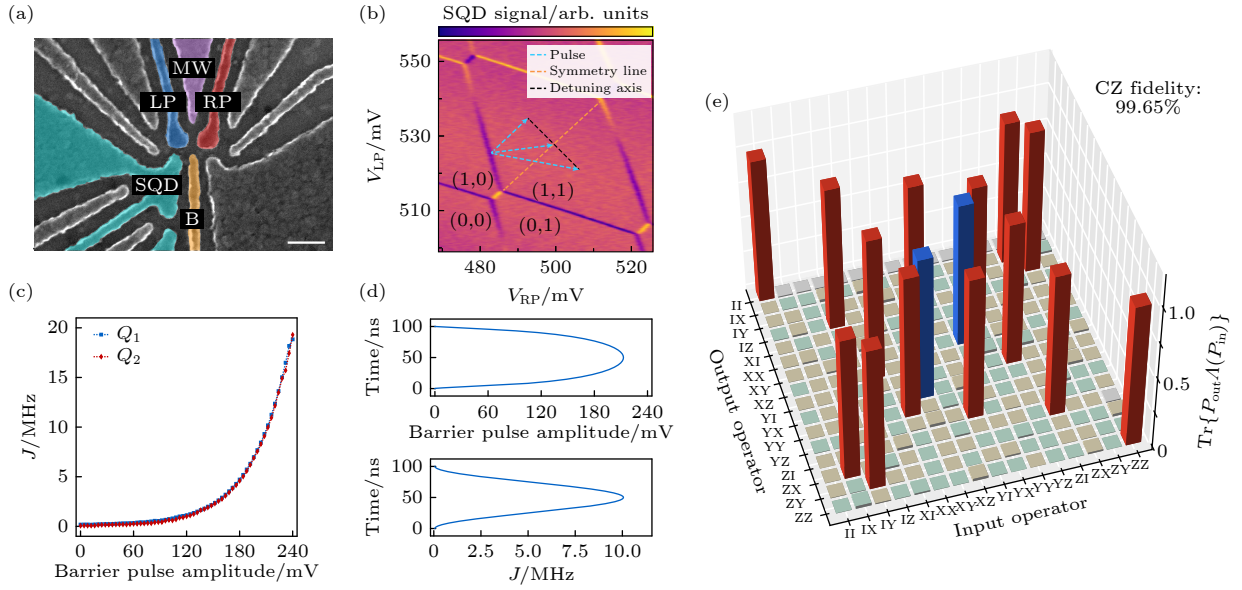 (a)
MW
LP
RP
SQD
B
(b)
SQD signal/arb. units
Pulse
Symmetry line
Detuning axis
(1,0)
(1,1)
(0,0)
(0,1)
550
530
510
V_LP/mV
480
500
520
V_RP/mV
(c)
Q_1
Q_2
20
15
10
5
0
J/MHz
0
60
120
180
240
Barrier pulse amplitude/mV
(d)
100
50
0
Time/ns
0
60
120
180
240
Barrier pulse amplitude/mV
100
50
0
Time/ns
0
2.5
5.0
7.5
10.0
J/MHz
(e)
CZ fidelity:
99.65%
1.0
0.5
0
Tr{P_out Λ(P_in)}
II
IX
IY
IZ
XI
XX
XY
XZ
YI
YX
YY
YZ
ZI
ZX
ZY
ZZ
Output operator
II
IX
IY
IZ
XI
XX
XY
XZ
YI
YX
YY
YZ
ZI
ZX
ZY
ZZ
Input operator